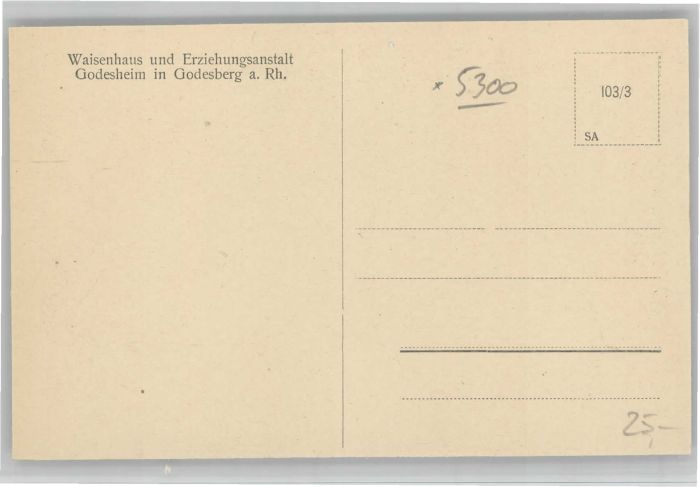 Waisenhaus und Erziehungsanstalt
Godesheim in Godesberg a. Rh.
* 5300
103/3
SA
25,-